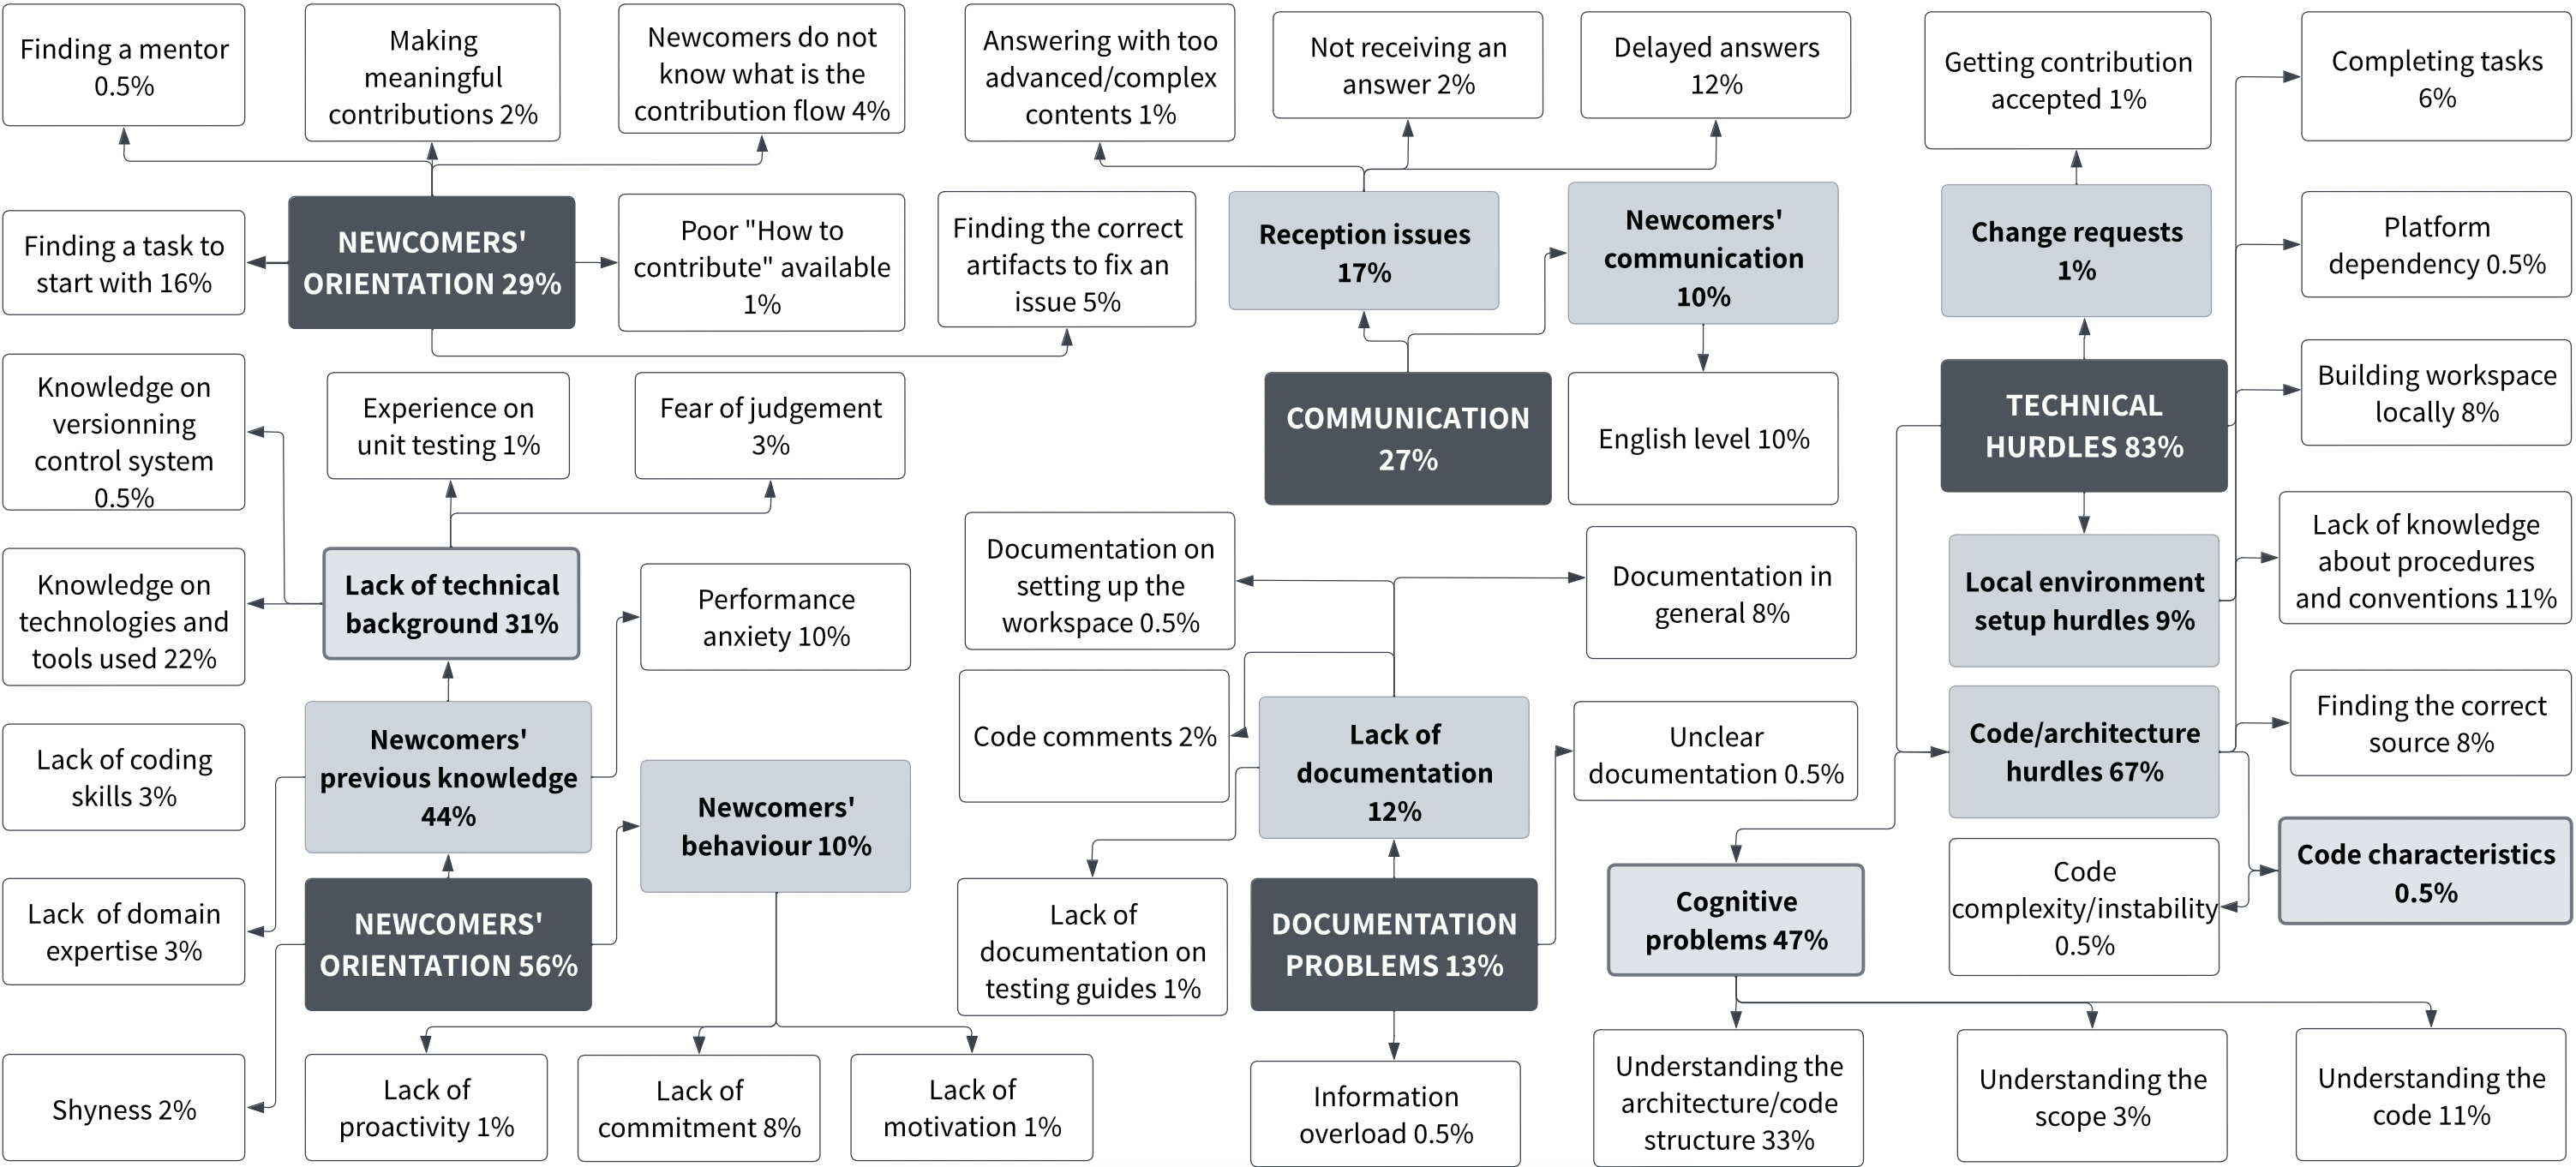 Finding a mentor
0.5%
Making
meaningful
contributions 2%
Newcomers do not
know what is the
contribution flow 4%
Answering with too
advanced/complex
contents 1%
Not receiving an
answer 2%
Delayed answers
12%
Getting contribution
accepted 1%
Completing tasks
6%
Finding a task to
start with 16%
NEWCOMERS'
ORIENTATION 29%
Poor "How to
contribute" available
1%
Finding the correct
artifacts to fix an
issue 5%
Reception issues
17%
Newcomers'
communication
10%
Change requests
1%
Platform
dependency 0.5%
Knowledge on
versionning
control system
0.5%
Experience on
unit testing 1%
Fear of judgement
3%
COMMUNICATION
27%
English level 10%
TECHNICAL
HURDLES 83%
Building workspace
locally 8%
Knowledge on
technologies and
tools used 22%
Lack of technical
background 31%
Performance
anxiety 10%
Documentation on
setting up the
workspace 0.5%
Documentation in
general 8%
Local environment
setup hurdles 9%
Lack of knowledge
about procedures
and conventions 11%
Lack of coding
skills 3%
Newcomers'
previous knowledge
44%
Newcomers'
behaviour 10%
Code comments 2%
Lack of
documentation
12%
Unclear
documentation 0.5%
Code/architecture
hurdles 67%
Finding the correct
source 8%
Lack  of domain
expertise 3%
NEWCOMERS'
ORIENTATION 56%
Lack of
documentation on
testing guides 1%
DOCUMENTATION
PROBLEMS 13%
Cognitive
problems 47%
Code
complexity/instability
0.5%
Code characteristics
0.5%
Shyness 2%
Lack of
proactivity 1%
Lack of
commitment 8%
Lack of
motivation 1%
Information
overload 0.5%
Understanding the
architecture/code
structure 33%
Understanding the
scope 3%
Understanding the
code 11%